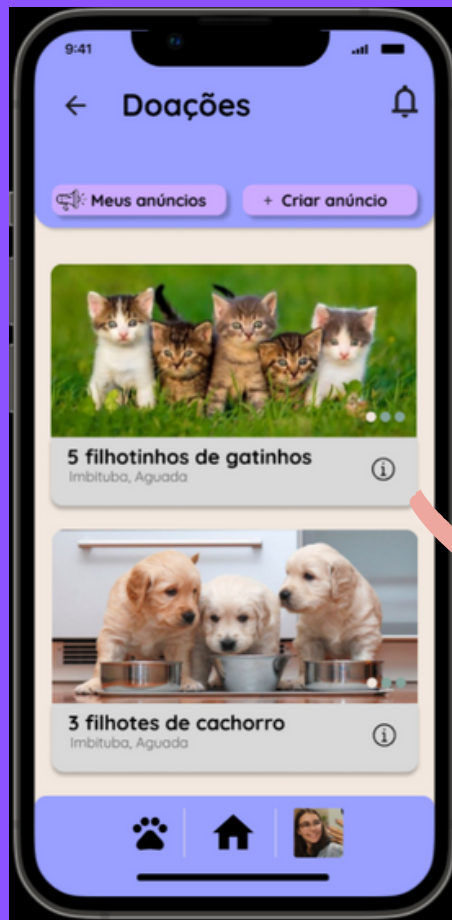 9:41
Doações
Meus anúncios
+ Criar anúncio
5 filhotinhos de gatinhos
Imbituba, Aguada
3 filhotes de cachorro
Imbituba, Aguada